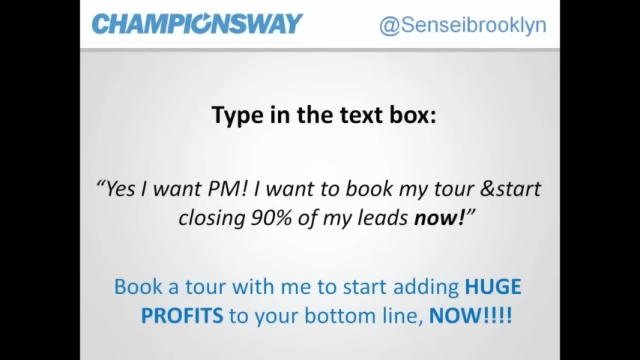 CHAMPIONSWAY
@Senseibrooklyn
Type in the text box:
“Yes I want PM! I want to book my tour &start
closing 90% of my leads now!”
Book a tour with me to start adding HUGE
PROFITS to your bottom line, NOW!!!!